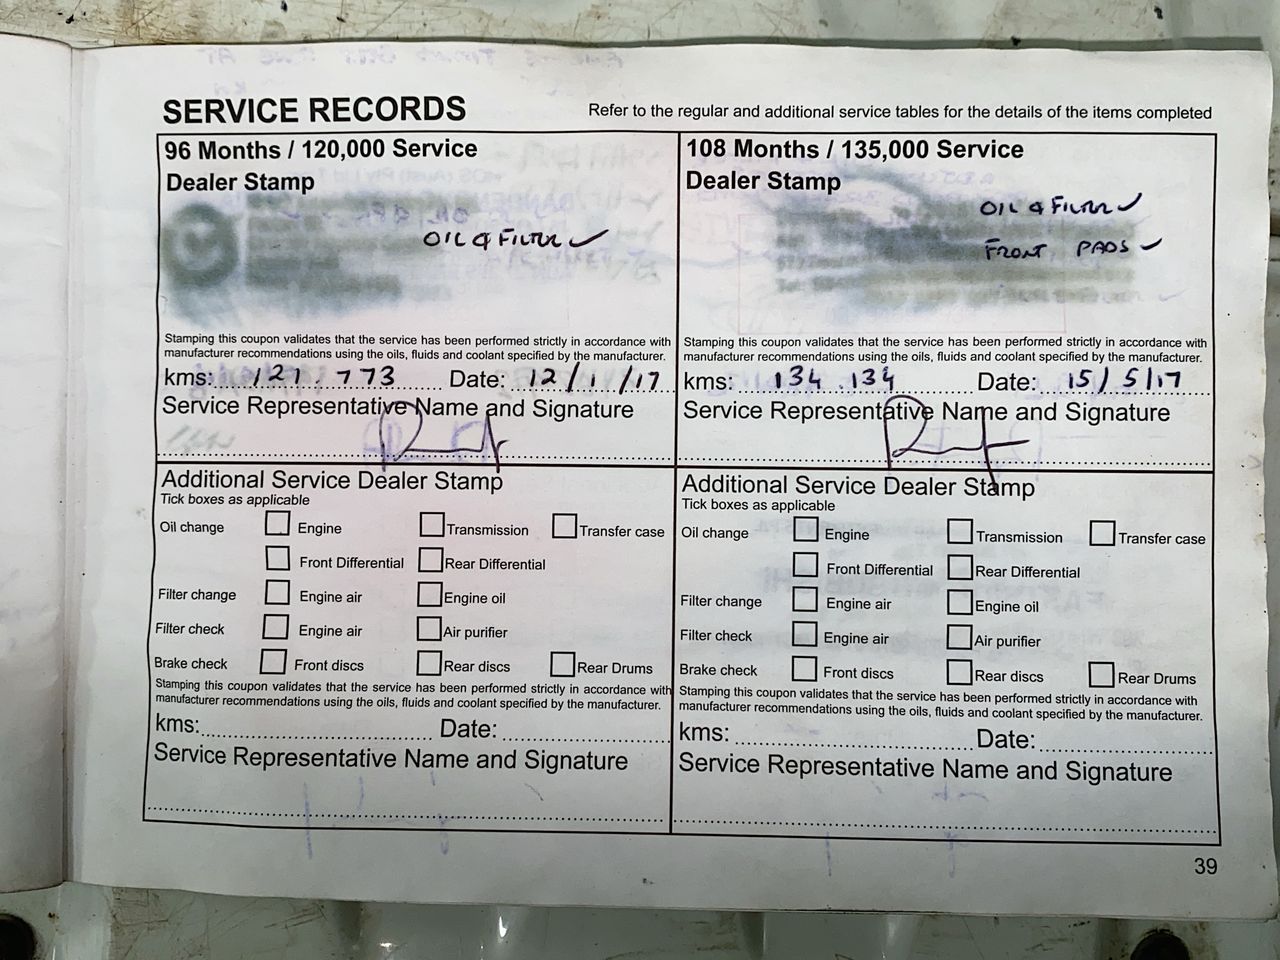 SERVICE RECORDS
Refer to the regular and additional service tables for the details of the items completed
96 Months / 120,000 Service
Dealer Stamp
OIL & FILTER ✓
Stamping this coupon validates that the service has been performed strictly in accordance with
manufacturer recommendations using the oils, fluids and coolant specified by the manufacturer.
kms: 121.773 Date: 12/1/17
Service Representative Name and Signature
Additional Service Dealer Stamp
Tick boxes as applicable
Oil change Engine Transmission Transfer case
Front Differential Rear Differential
Filter change Engine air Engine oil
Filter check Engine air Air purifier
Brake check Front discs Rear discs Rear Drums
Stamping this coupon validates that the service has been performed strictly in accordance with
manufacturer recommendations using the oils, fluids and coolant specified by the manufacturer.
kms: Date:
Service Representative Name and Signature
108 Months / 135,000 Service
Dealer Stamp
OIL & FILTER ✓
FRONT PADS ✓
Stamping this coupon validates that the service has been performed strictly in accordance with
manufacturer recommendations using the oils, fluids and coolant specified by the manufacturer.
kms: 134.134 Date: 15/5/17
Service Representative Name and Signature
Additional Service Dealer Stamp
Tick boxes as applicable
Oil change Engine Transmission Transfer case
Front Differential Rear Differential
Filter change Engine air Engine oil
Filter check Engine air Air purifier
Brake check Front discs Rear discs Rear Drums
Stamping this coupon validates that the service has been performed strictly in accordance with
manufacturer recommendations using the oils, fluids and coolant specified by the manufacturer.
kms: Date:
Service Representative Name and Signature
39